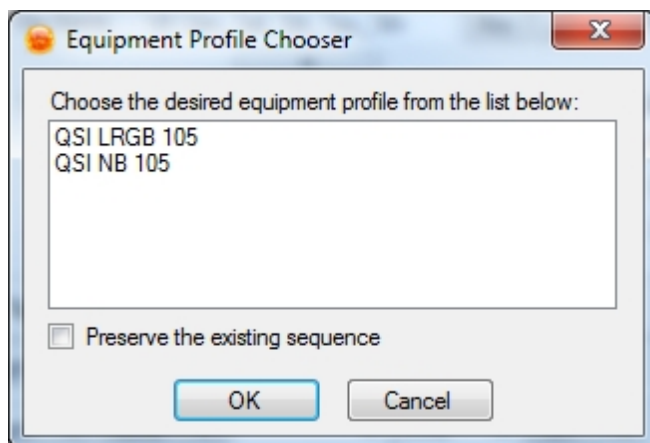 Equipment Profile Chooser
Choose the desired equipment profile from the list below:
QSI LRGB 105
QSI NB 105
Preserve the existing sequence
OK Cancel